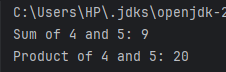 C:\Users\HP\.jdks\openjdk-2
Sum of 4 and 5: 9
Product of 4 and 5: 20